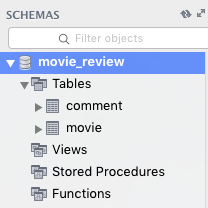 SCHEMAS
Filter objects
movie_review
Tables
comment
movie
Views
Stored Procedures
Functions